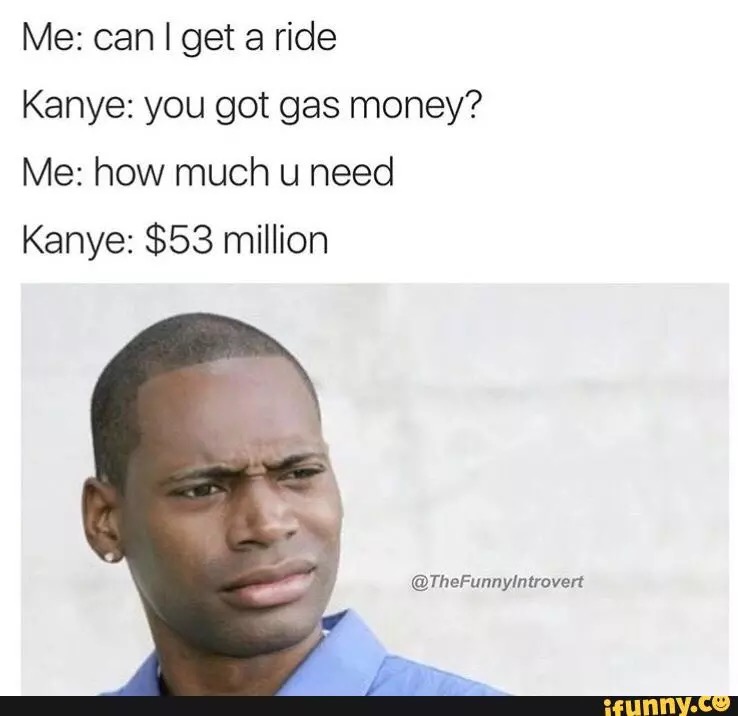 Me: can I get a ride
Kanye: you got gas money?
Me: how much u need
Kanye: $53 million
@TheFunnyIntrovert
ifunny.co